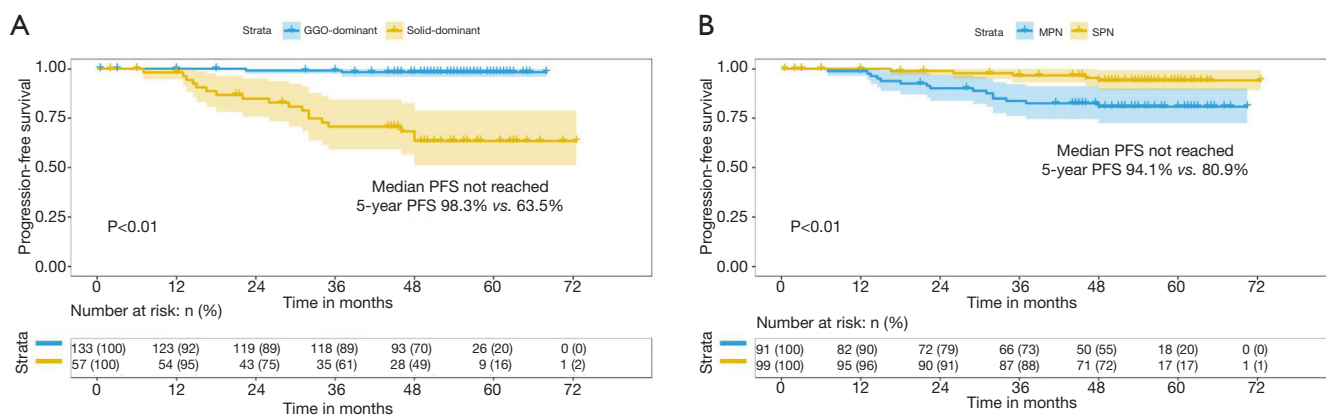 A
Strata GGO-dominant Solid-dominant
Progression-free survival
1.00
0.75
0.50
0.25
0.00
Median PFS not reached
5-year PFS 98.3% vs. 63.5%
P<0.01
0 12 24 36 48 60 72
Time in months
Number at risk: n (%)
Strata
133 (100) 123 (92) 119 (89) 118 (89) 93 (70) 26 (20) 0 (0)
57 (100) 54 (95) 43 (75) 35 (61) 28 (49) 9 (16) 1 (2)
0 12 24 36 48 60 72
Time in months
B
Strata MPN SPN
Progression-free survival
1.00
0.75
0.50
0.25
0.00
Median PFS not reached
5-year PFS 94.1% vs. 80.9%
P<0.01
0 12 24 36 48 60 72
Time in months
Number at risk: n (%)
Strata
91 (100) 82 (90) 72 (79) 66 (73) 50 (55) 18 (20) 0 (0)
99 (100) 95 (96) 90 (91) 87 (88) 71 (72) 17 (17) 1 (1)
0 12 24 36 48 60 72
Time in months